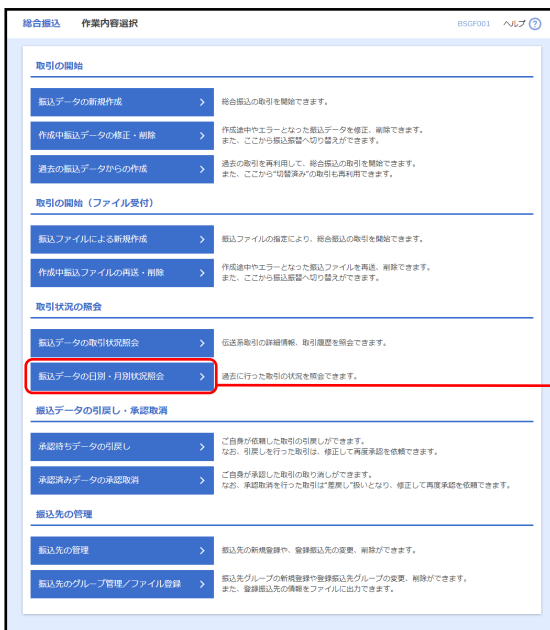 総合振込 作業内容選択 BSGF001 ヘルプ ?
取引の開始
振込データの新規作成 総合振込の取引を開始できます。
作成中振込データの修正・削除 作成途中やエラーとなった振込データを修正、削除できます。
また、ここから振込振替へ切り替えができます。
過去の振込データからの作成 過去の取引を再利用して、総合振込の取引を開始できます。
また、ここから“切替済み”の取引も再利用できます。
取引の開始（ファイル受付）
振込ファイルによる新規作成 振込ファイルの指定により、総合振込の取引を開始できます。
作成中振込ファイルの再送・削除 作成途中やエラーとなった振込ファイルを再送、削除できます。
また、ここから振込振替へ切り替えができます。
取引状況の照会
振込データの取引状況照会 伝送系取引の詳細情報、取引履歴を照会できます。
振込データの日別・月別状況照会 過去に行った取引の状況を照会できます。
振込データの引戻し・承認取消
承認待ちデータの引戻し ご自身が依頼した取引の引戻しができます。
なお、引戻しを行った取引は、修正して再度承認を依頼できます。
承認済みデータの承認取消 ご自身が承認した取引の取り消しができます。
なお、承認取消を行った取引は“差戻し”扱いとなり、修正して再度承認を依頼できます。
振込先の管理
振込先の管理 振込先の新規登録や、登録振込先の変更、削除ができます。
振込先のグループ管理／ファイル登録 振込先グループの新規登録や登録振込先グループの変更、削除ができます。
また、登録振込先の情報をファイルに出力できます。